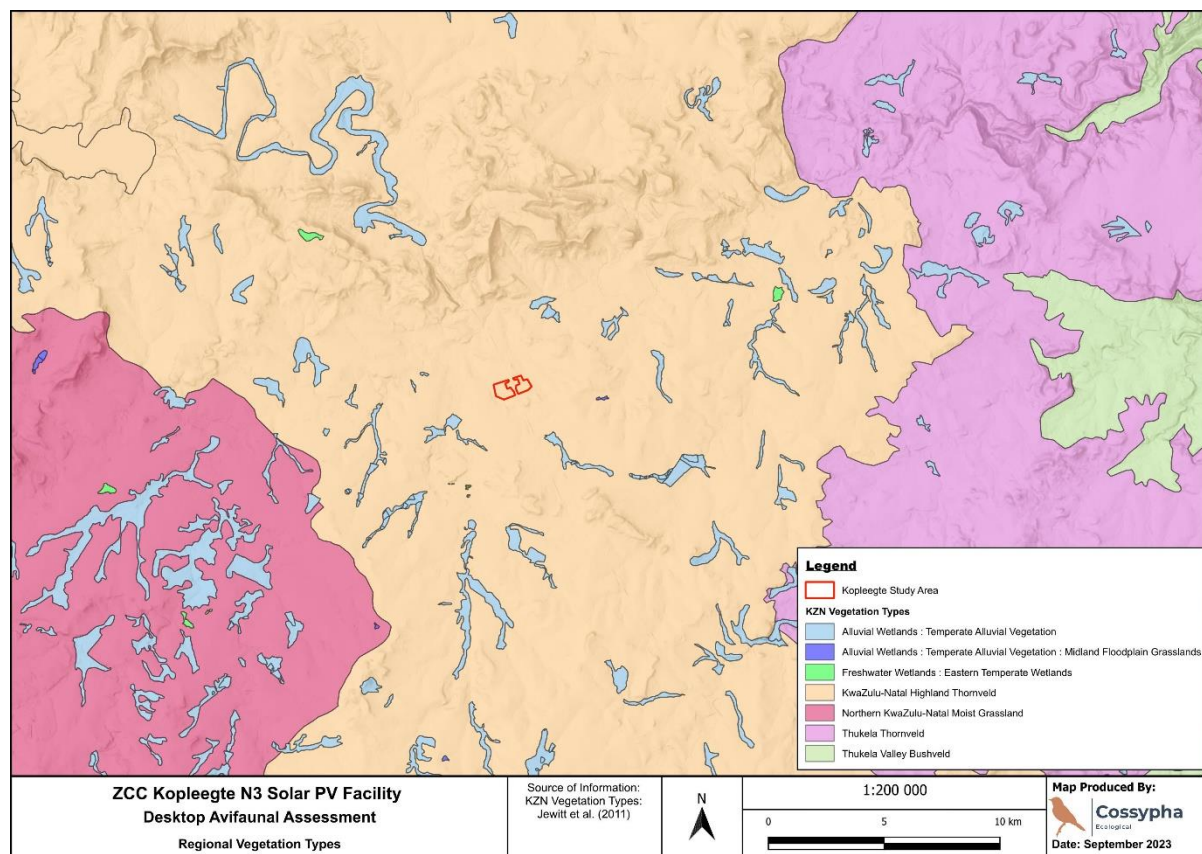 Legend
Kopleegte Study Area
KZN Vegetation Types
Alluvial Wetlands : Temperate Alluvial Vegetation
Alluvial Wetlands : Temperate Alluvial Vegetation : Midland Floodplain Grasslands
Freshwater Wetlands : Eastern Temperate Wetlands
KwaZulu-Natal Highland Thornveld
Northern KwaZulu-Natal Moist Grassland
Thukela Thornveld
Thukela Valley Bushveld
ZCC Kopleegte N3 Solar PV Facility
Desktop Avifaunal Assessment
Regional Vegetation Types
Source of Information:
KZN Vegetation Types:
Jewitt et al. (2011)
N
1:200 000
0 5 10 km
Map Produced By:
Cossypha
Ecological
Date: September 2023